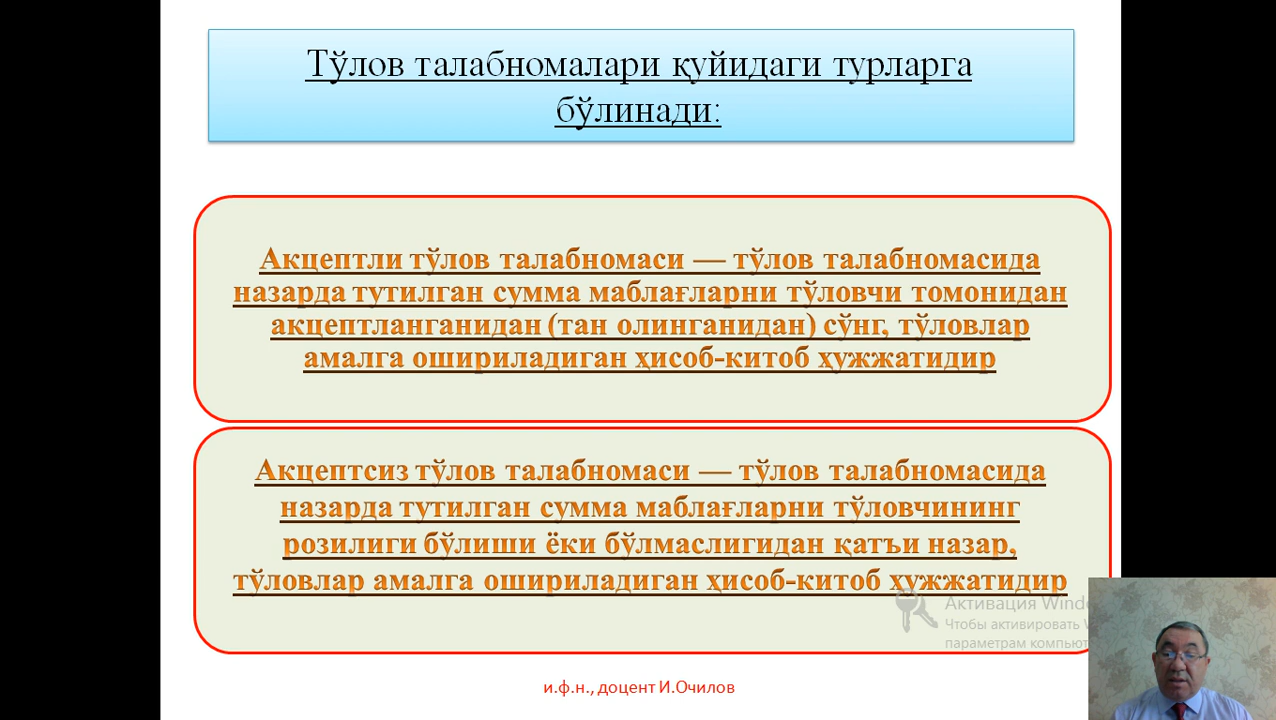 Тўлов талабномалари қуйидаги турларга
бўлинади:
Акцептли тўлов талабномаси — тўлов талабномасида
назарда тутилган сумма маблағларни тўловчи томонидан
акцептланганидан (тан олинганидан) сўнг, тўловлар
амалга ошириладиган ҳисоб-китоб ҳужжатидир
Акцептсиз тўлов талабномаси — тўлов талабномасида
назарда тутилган сумма маблағларни тўловчининг
розилиги бўлиши ёки бўлмаслигидан қатъи назар,
тўловлар амалга ошириладиган ҳисоб-китоб ҳужжатидир
Активация
Чтобы активировать
параметрам
и.ф.н., доцент И.Очилов